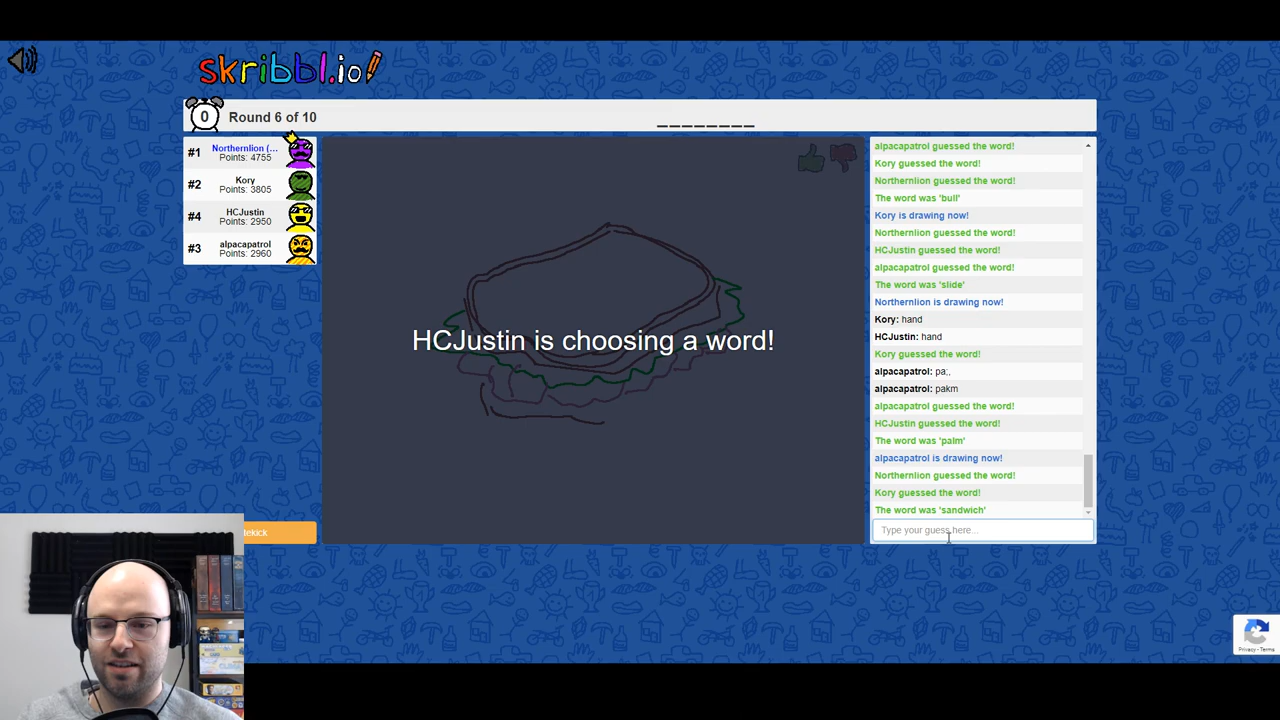 skribbl.io
0
Round 6 of 10
________
#1
Northernlion (...
Points: 4755
#2
Kory
Points: 3805
#4
HCJustin
Points: 2950
#3
alpacapatrol
Points: 2960
HCJustin is choosing a word!
alpacapatrol guessed the word!
Kory guessed the word!
Northernlion guessed the word!
The word was 'bull'
Kory is drawing now!
Northernlion guessed the word!
HCJustin guessed the word!
alpacapatrol guessed the word!
The word was 'slide'
Northernlion is drawing now!
Kory: hand
HCJustin: hand
Kory guessed the word!
alpacapatrol: pa;,
alpacapatrol: pakm
alpacapatrol guessed the word!
HCJustin guessed the word!
The word was 'palm'
alpacapatrol is drawing now!
Northernlion guessed the word!
Kory guessed the word!
The word was 'sandwich'
Type your guess here...
Privacy - Terms